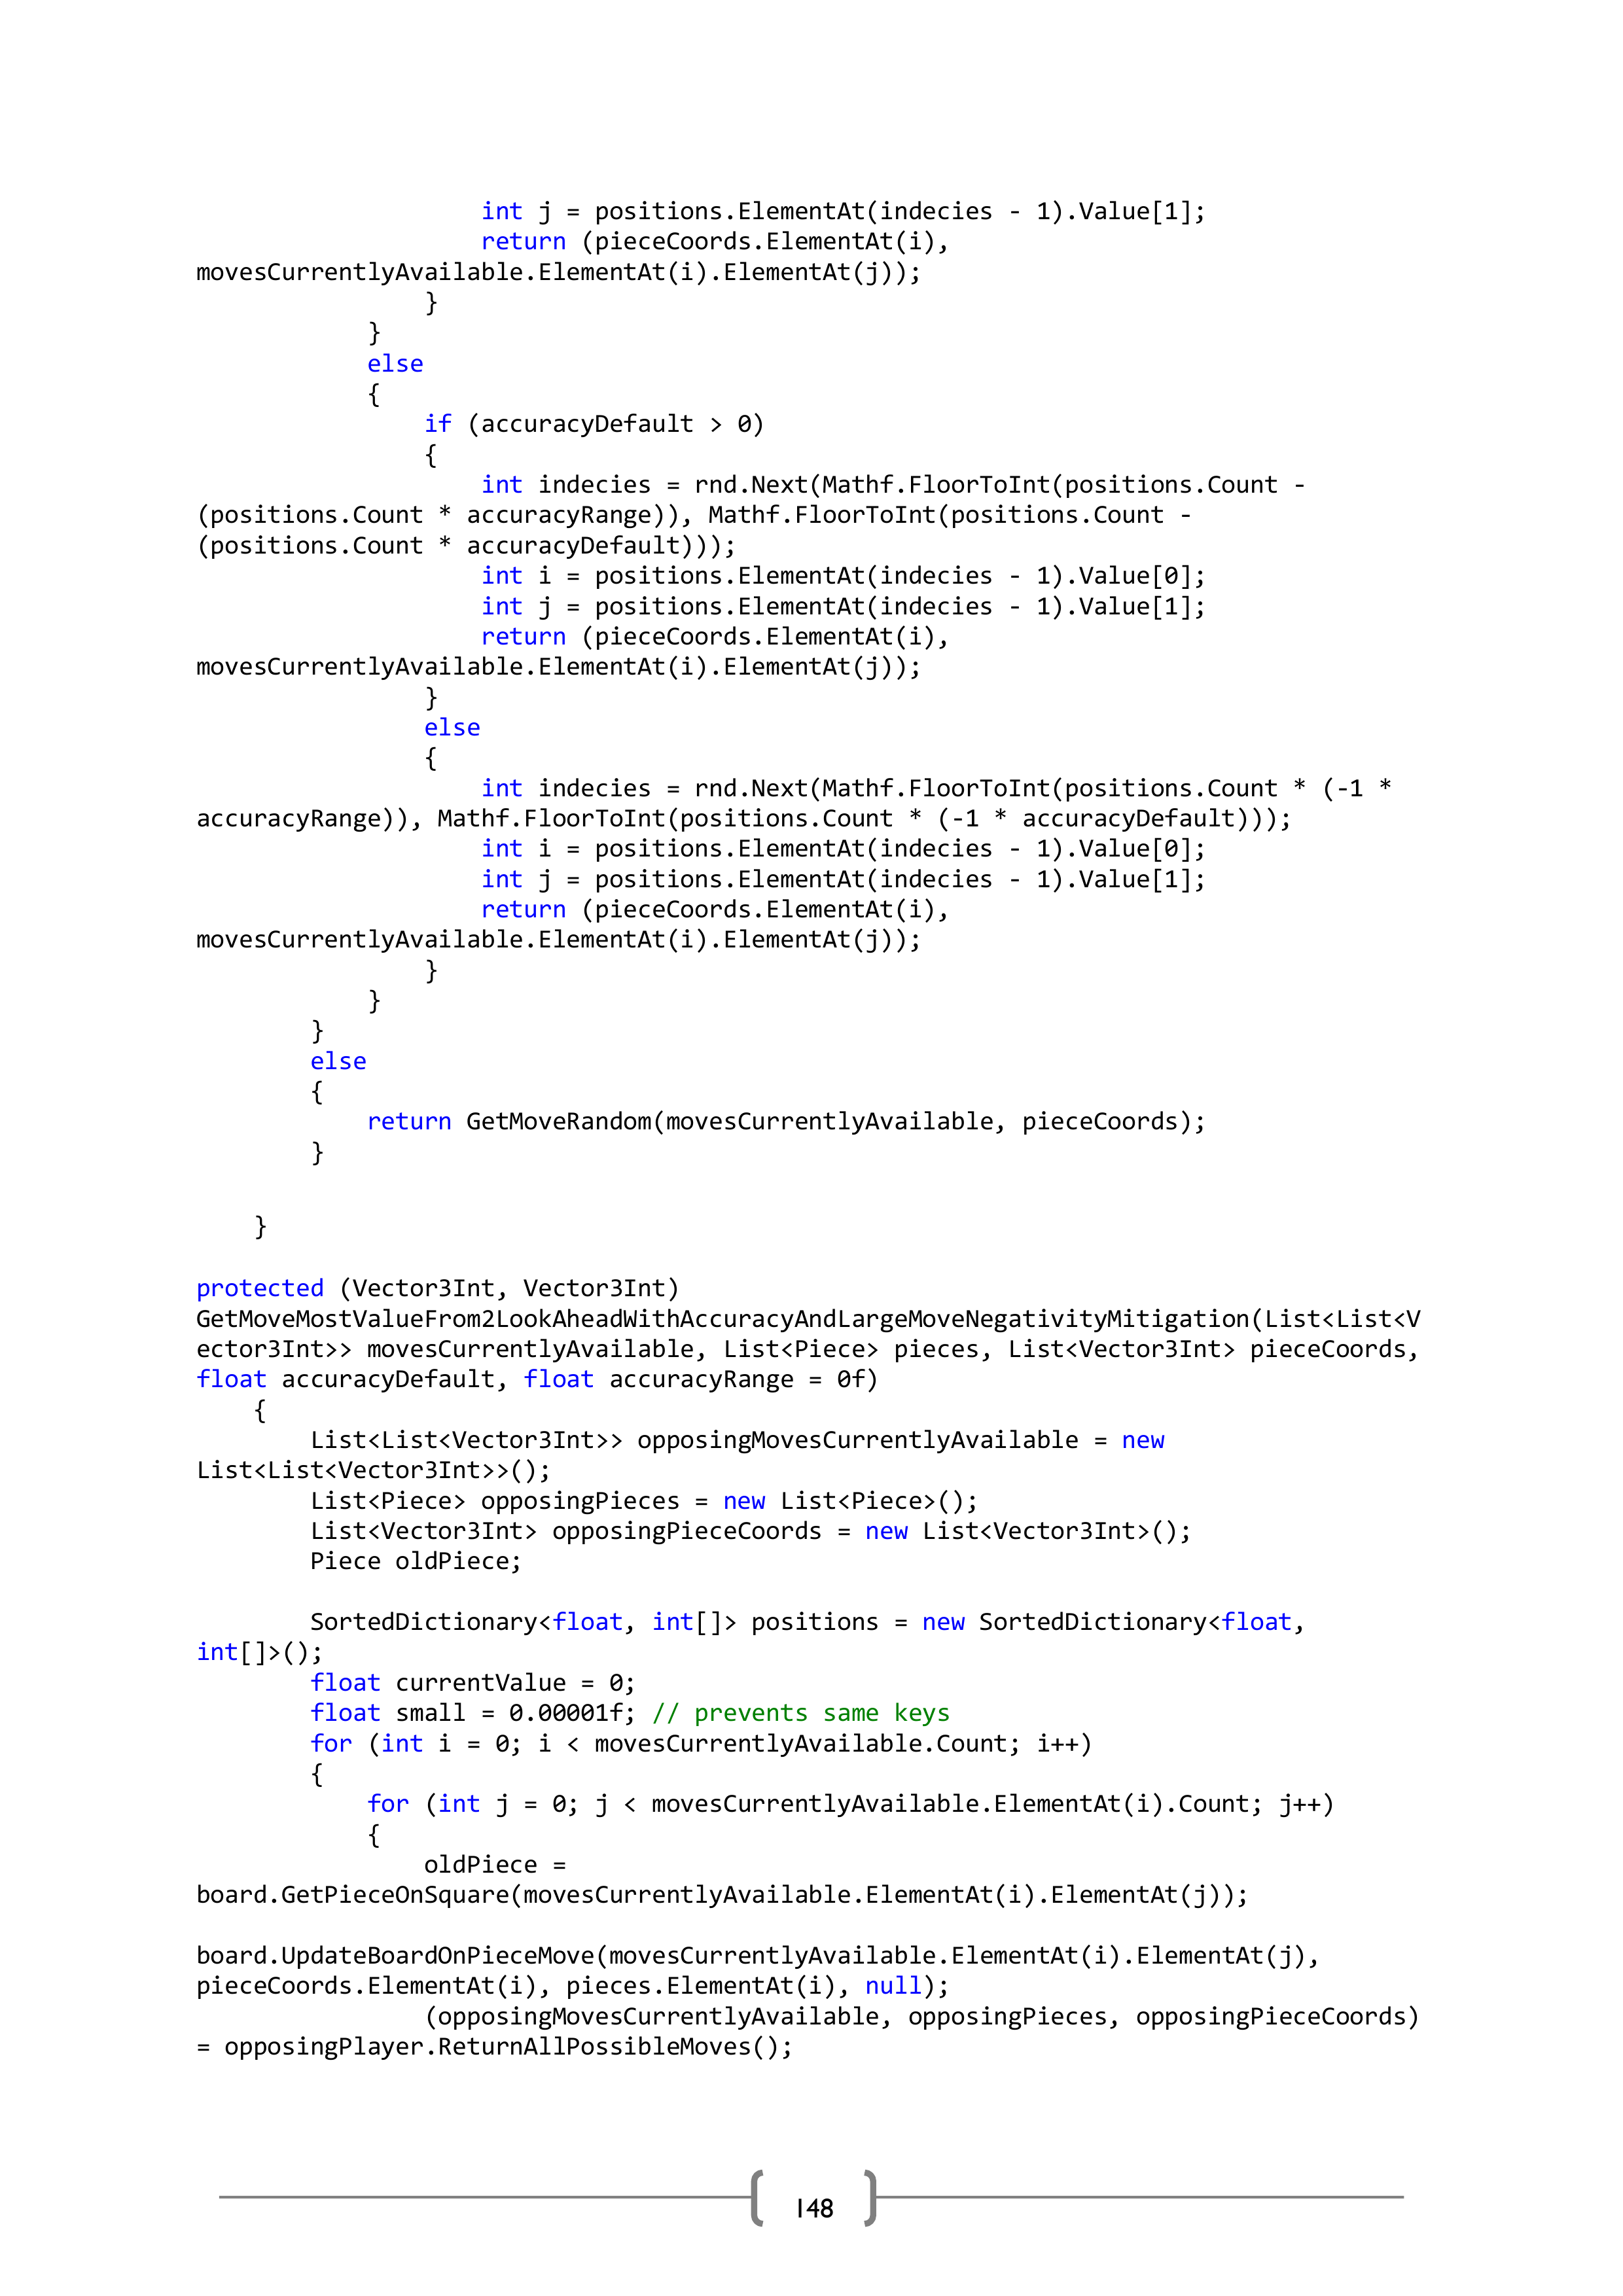 int j = positions.ElementAt(indecies - 1).Value[1];
return (pieceCoords.ElementAt(i),
movesCurrentlyAvailable.ElementAt(i).ElementAt(j));
}
}
else
{
if (accuracyDefault > 0)
{
int indecies = rnd.Next(Mathf.FloorToInt(positions.Count -
(positions.Count * accuracyRange)), Mathf.FloorToInt(positions.Count -
(positions.Count * accuracyDefault)));
int i = positions.ElementAt(indecies - 1).Value[0];
int j = positions.ElementAt(indecies - 1).Value[1];
return (pieceCoords.ElementAt(i),
movesCurrentlyAvailable.ElementAt(i).ElementAt(j));
}
else
{
int indecies = rnd.Next(Mathf.FloorToInt(positions.Count * (-1 *
accuracyRange)), Mathf.FloorToInt(positions.Count * (-1 * accuracyDefault)));
int i = positions.ElementAt(indecies - 1).Value[0];
int j = positions.ElementAt(indecies - 1).Value[1];
return (pieceCoords.ElementAt(i),
movesCurrentlyAvailable.ElementAt(i).ElementAt(j));
}
}
}
else
{
return GetMoveRandom(movesCurrentlyAvailable, pieceCoords);
}
}
protected (Vector3Int, Vector3Int)
GetMoveMostValueFrom2LookAheadWithAccuracyAndLargeMoveNegativityMitigation(List<List<V
ector3Int>> movesCurrentlyAvailable, List<Piece> pieces, List<Vector3Int> pieceCoords,
float accuracyDefault, float accuracyRange = 0f)
{
List<List<Vector3Int>> opposingMovesCurrentlyAvailable = new
List<List<Vector3Int>>();
List<Piece> opposingPieces = new List<Piece>();
List<Vector3Int> opposingPieceCoords = new List<Vector3Int>();
Piece oldPiece;
SortedDictionary<float, int[]> positions = new SortedDictionary<float,
int[]>();
float currentValue = 0;
float small = 0.00001f; // prevents same keys
for (int i = 0; i < movesCurrentlyAvailable.Count; i++)
{
for (int j = 0; j < movesCurrentlyAvailable.ElementAt(i).Count; j++)
{
oldPiece =
board.GetPieceOnSquare(movesCurrentlyAvailable.ElementAt(i).ElementAt(j));
board.UpdateBoardOnPieceMove(movesCurrentlyAvailable.ElementAt(i).ElementAt(j),
pieceCoords.ElementAt(i), pieces.ElementAt(i), null);
(opposingMovesCurrentlyAvailable, opposingPieces, opposingPieceCoords)
= opposingPlayer.ReturnAllPossibleMoves();
148